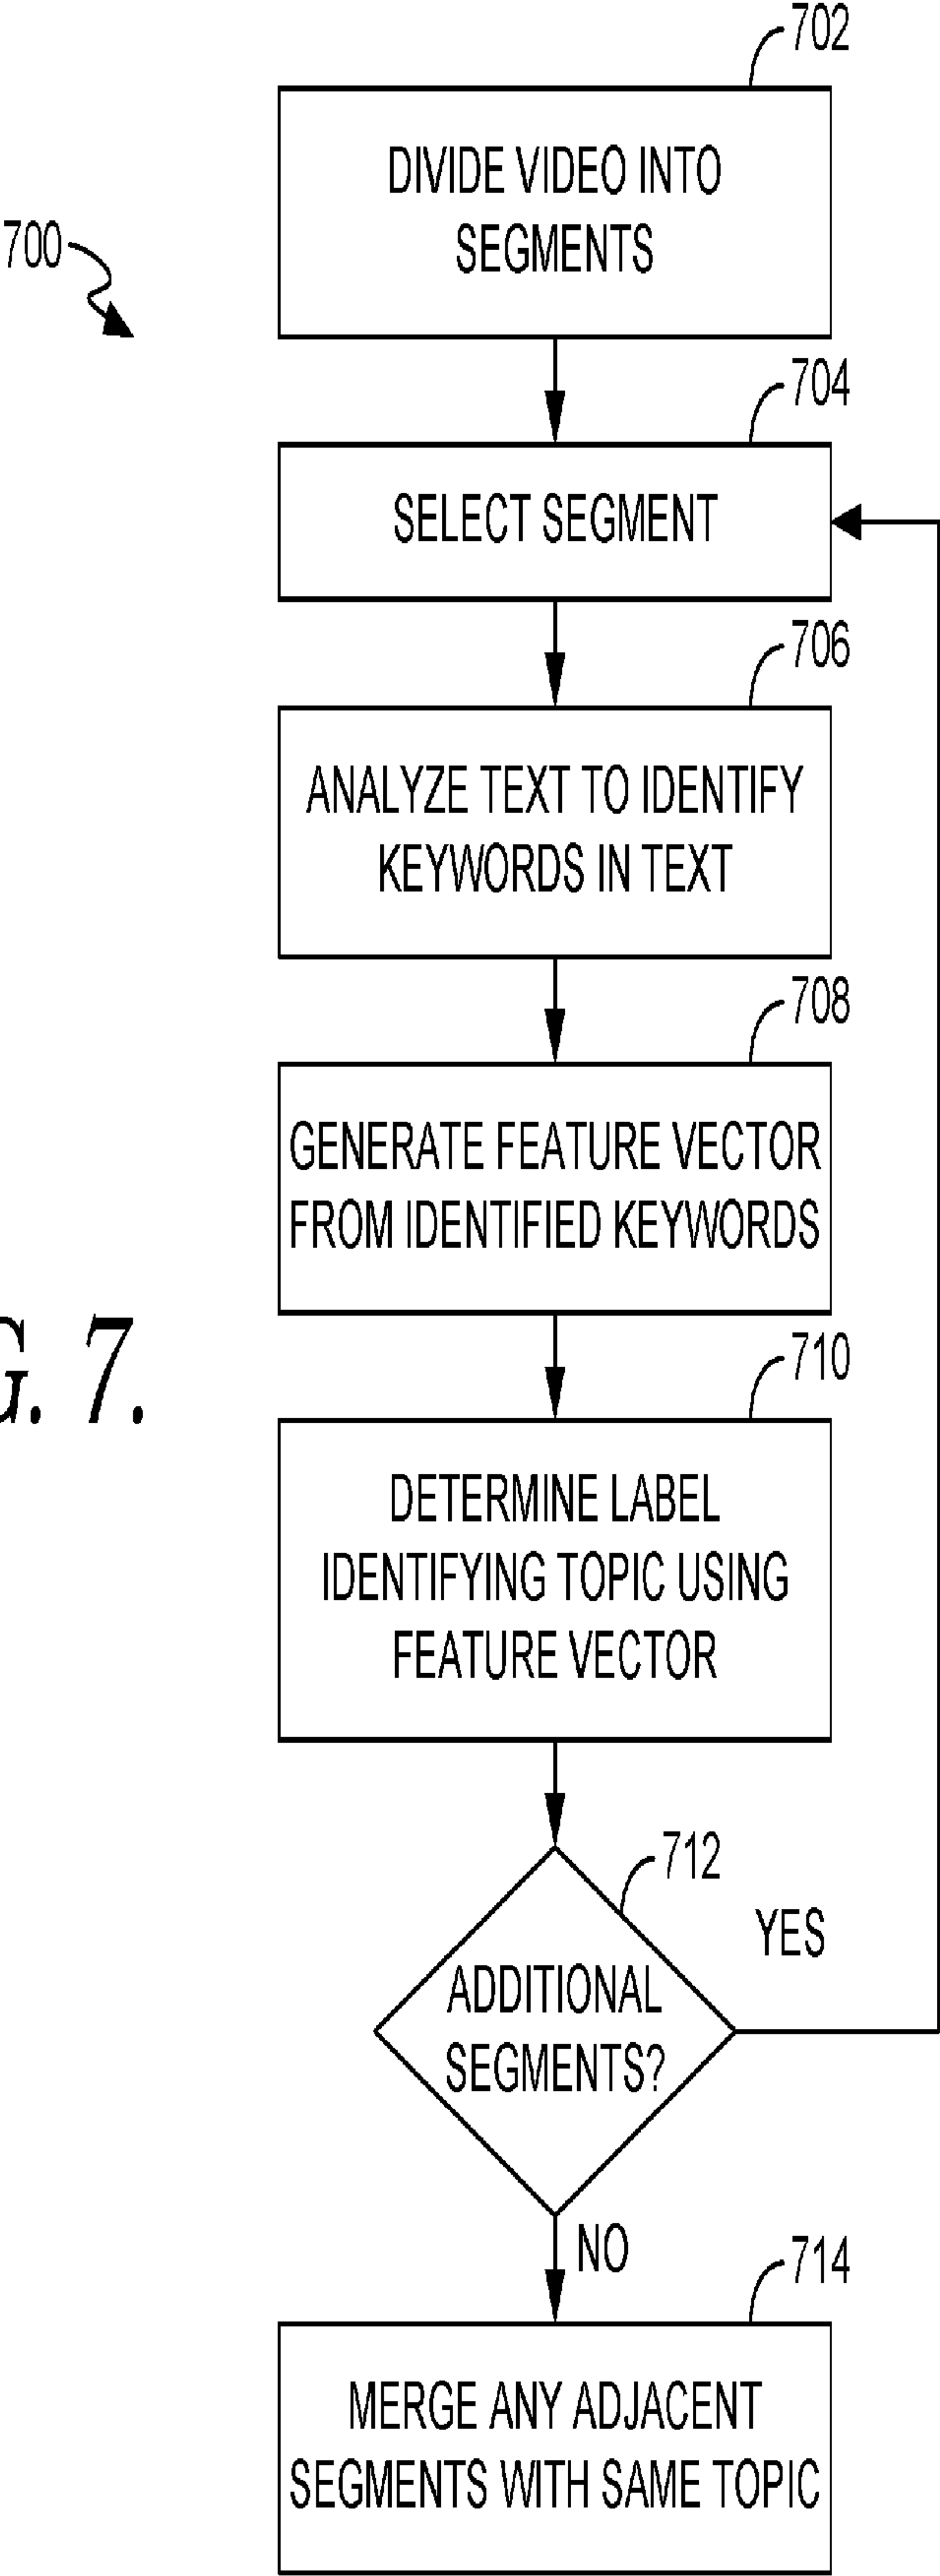 702
DIVIDE VIDEO INTO
SEGMENTS
700
704
SELECT SEGMENT
706
ANALYZE TEXT TO IDENTIFY
KEYWORDS IN TEXT
708
GENERATE FEATURE VECTOR
FROM IDENTIFIED KEYWORDS
G. 7.
710
DETERMINE LABEL
IDENTIFYING TOPIC USING
FEATURE VECTOR
712
YES
ADDITIONAL
SEGMENTS?
NO
714
MERGE ANY ADJACENT
SEGMENTS WITH SAME TOPIC